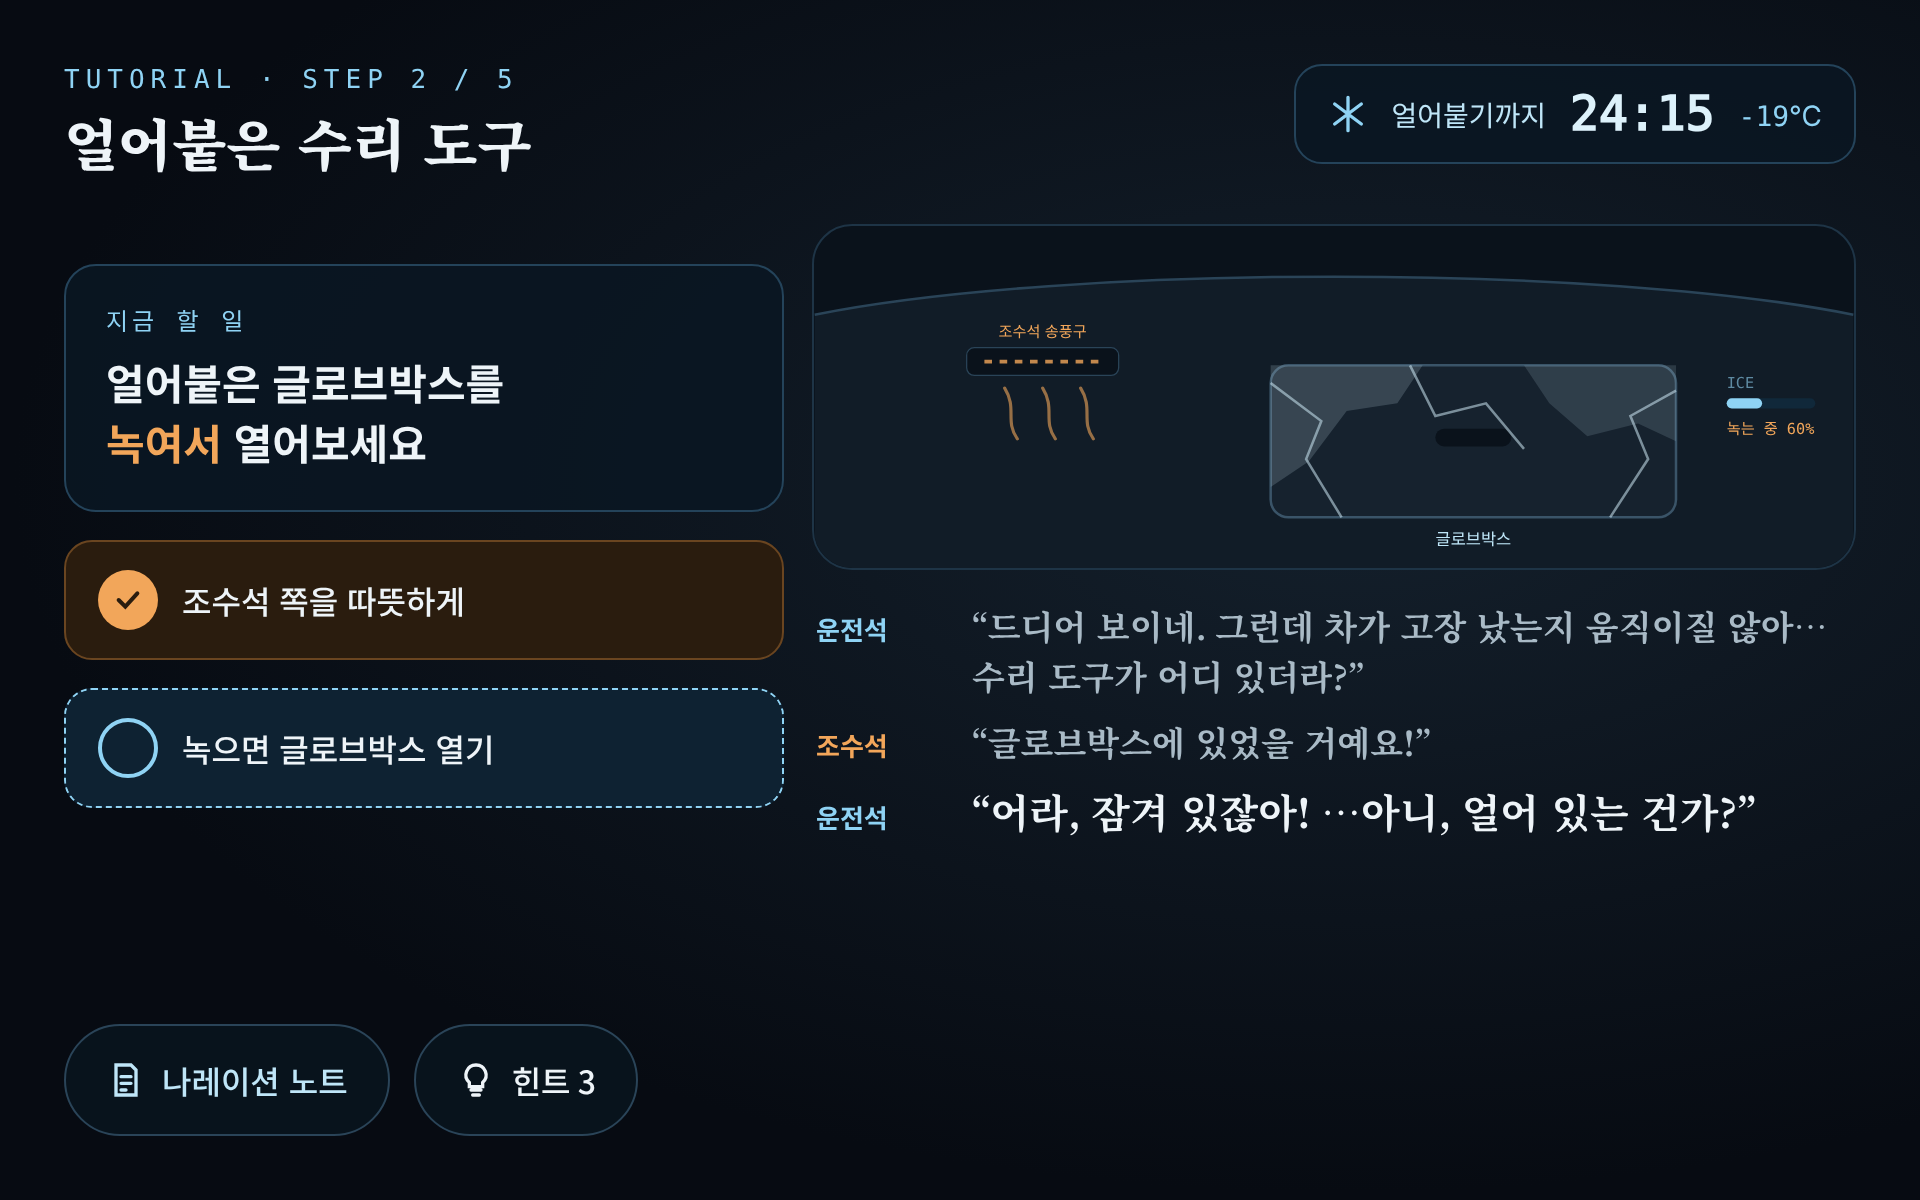 TUTORIAL · STEP 2 / 5
얼어붙은 수리 도구
얼어붙기까지 24:15 -19°C
지금 할 일
얼어붙은 글로브박스를
녹여서 열어보세요
조수석 쪽을 따뜻하게
녹으면 글로브박스 열기
조수석 송풍구
ICE
녹는 중 60%
글로브박스
운전석 “드디어 보이네. 그런데 차가 고장 났는지 움직이질 않아…
수리 도구가 어디 있더라?”
조수석 “글로브박스에 있었을 거예요!”
운전석 “어라, 잠겨 있잖아! …아니, 얼어 있는 건가?”
나레이션 노트
힌트 3